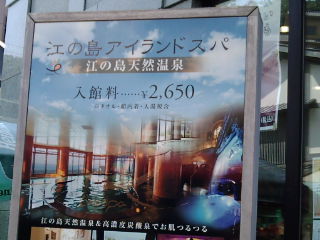 江の島アイランドスパ
江の島天然温泉
入館料……¥2,650
江の島天然温泉&高濃度炭酸泉でお肌つるつる